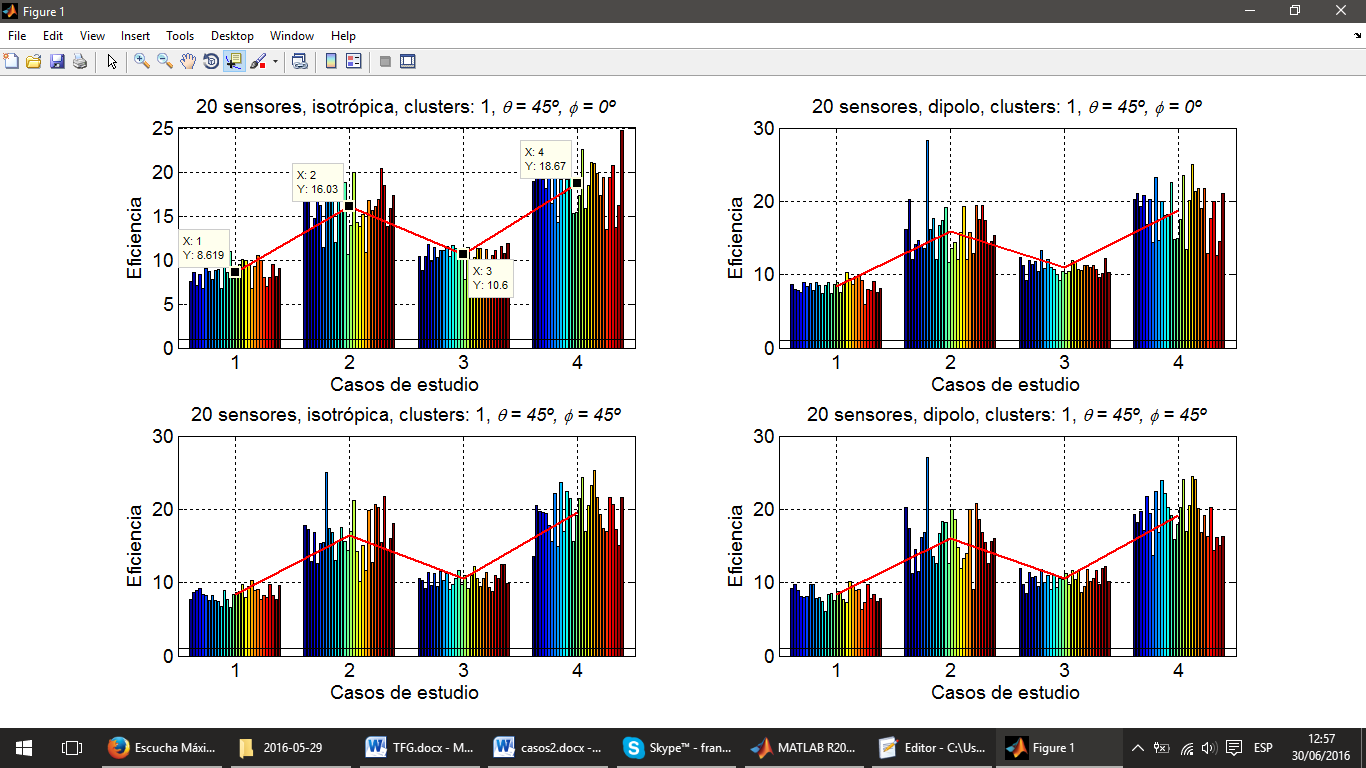 Figure 1
File Edit View Insert Tools Desktop Window Help
20 sensores, isotrópica, clusters: 1, θ = 45º, ϕ = 0º
25
20
15
10
5
0
Eficiencia
X: 1
Y: 8.619
X: 2
Y: 16.03
X: 3
Y: 10.6
X: 4
Y: 18.67
1 2 3 4
Casos de estudio
20 sensores, dipolo, clusters: 1, θ = 45º, ϕ = 0º
30
20
10
0
Eficiencia
1 2 3 4
Casos de estudio
20 sensores, isotrópica, clusters: 1, θ = 45º, ϕ = 45º
30
20
10
0
Eficiencia
1 2 3 4
Casos de estudio
20 sensores, dipolo, clusters: 1, θ = 45º, ϕ = 45º
30
20
10
0
Eficiencia
1 2 3 4
Casos de estudio
Escucha Máxi... 2016-05-29 TFG.docx - M... casos2.docx -... Skype™ - fran... MATLAB R20... Editor - C:\Us... Figure 1 ESP 12:57
30/06/2016